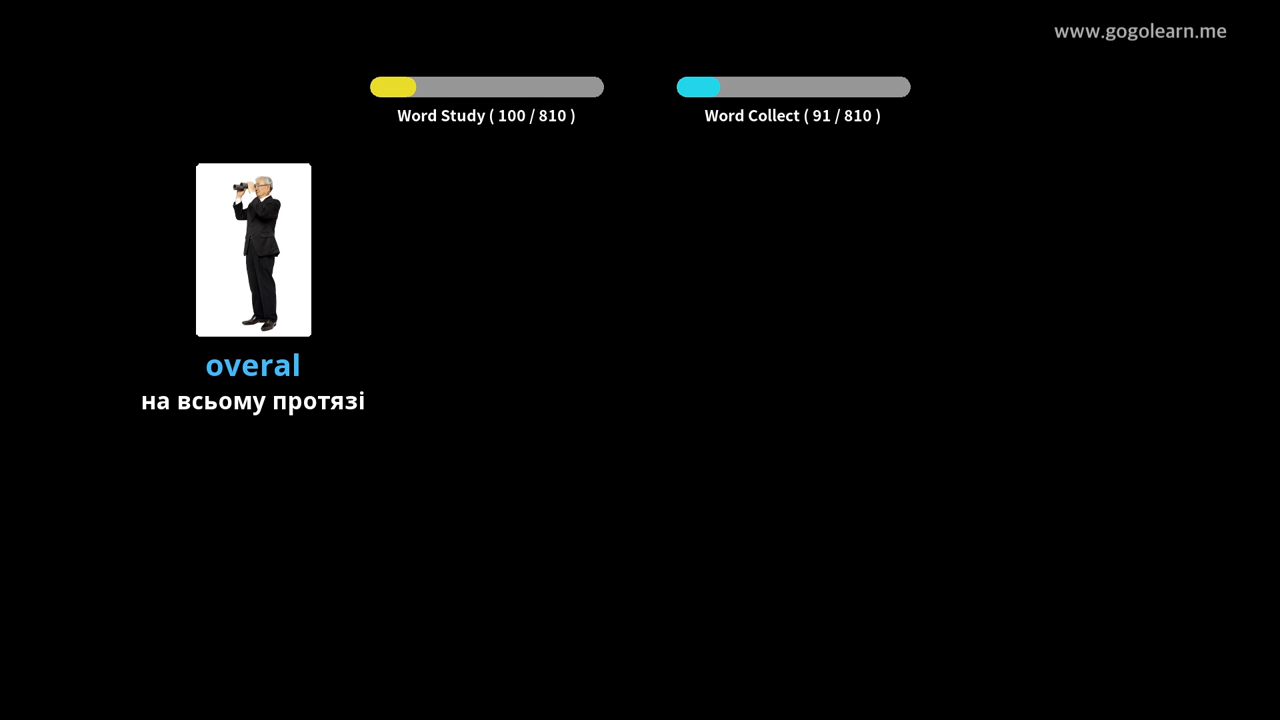 www.gogolearn.me
Word Study ( 100 / 810 )
Word Collect ( 91 / 810 )
overal
на всьому протязі